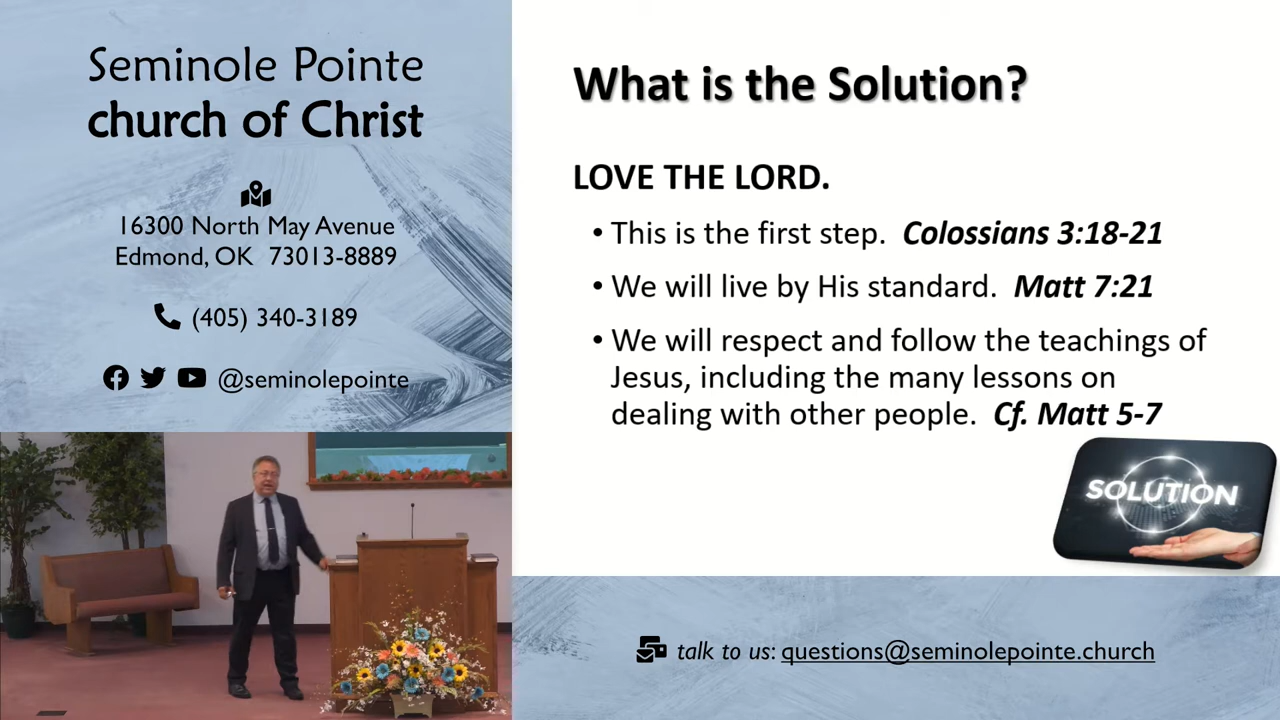 Seminole Pointe
church of Christ
16300 North May Avenue
Edmond, OK 73013-8889
(405) 340-3189
@seminolepointe
What is the Solution?
LOVE THE LORD.
• This is the first step. Colossians 3:18-21
• We will live by His standard. Matt 7:21
• We will respect and follow the teachings of
Jesus, including the many lessons on
dealing with other people. Cf. Matt 5-7
SOLUTION
talk to us: questions@seminolepointe.church